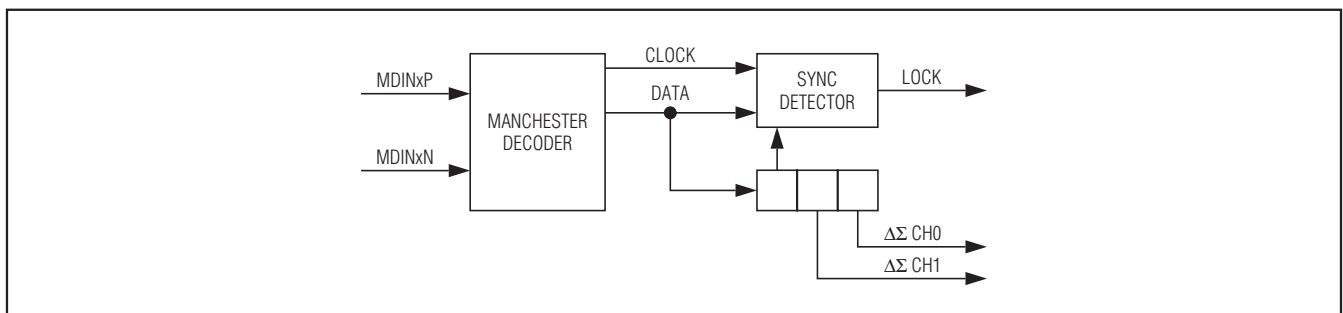 MDINxP
MDINxN
MANCHESTER
DECODER
CLOCK
DATA
SYNC
DETECTOR
LOCK
ΔΣ CH0
ΔΣ CH1